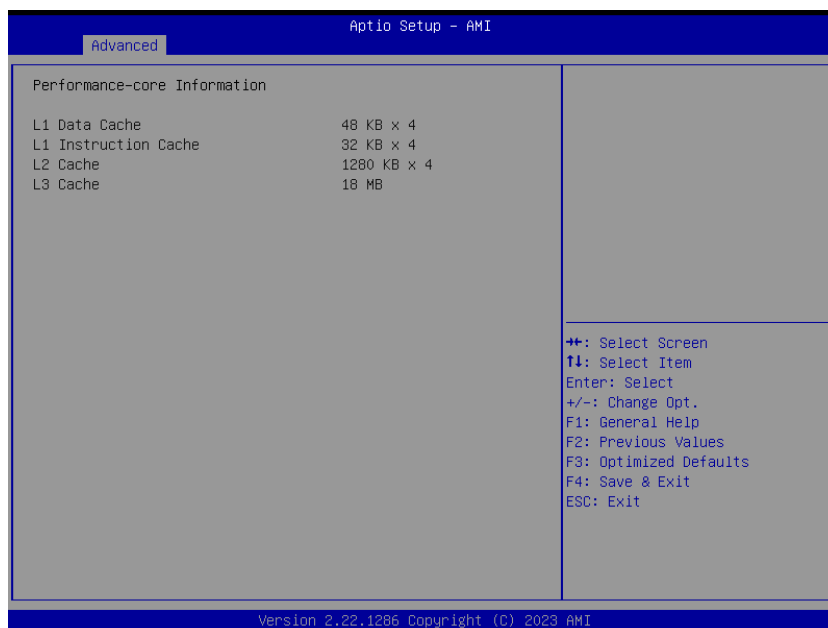 Aptio Setup – AMI
Advanced
Performance-core Information
L1 Data Cache 48 KB x 4
L1 Instruction Cache 32 KB x 4
L2 Cache 1280 KB x 4
L3 Cache 18 MB
→←: Select Screen
↑↓: Select Item
Enter: Select
+/-: Change Opt.
F1: General Help
F2: Previous Values
F3: Optimized Defaults
F4: Save & Exit
ESC: Exit
Version 2.22.1286 Copyright (C) 2023 AMI